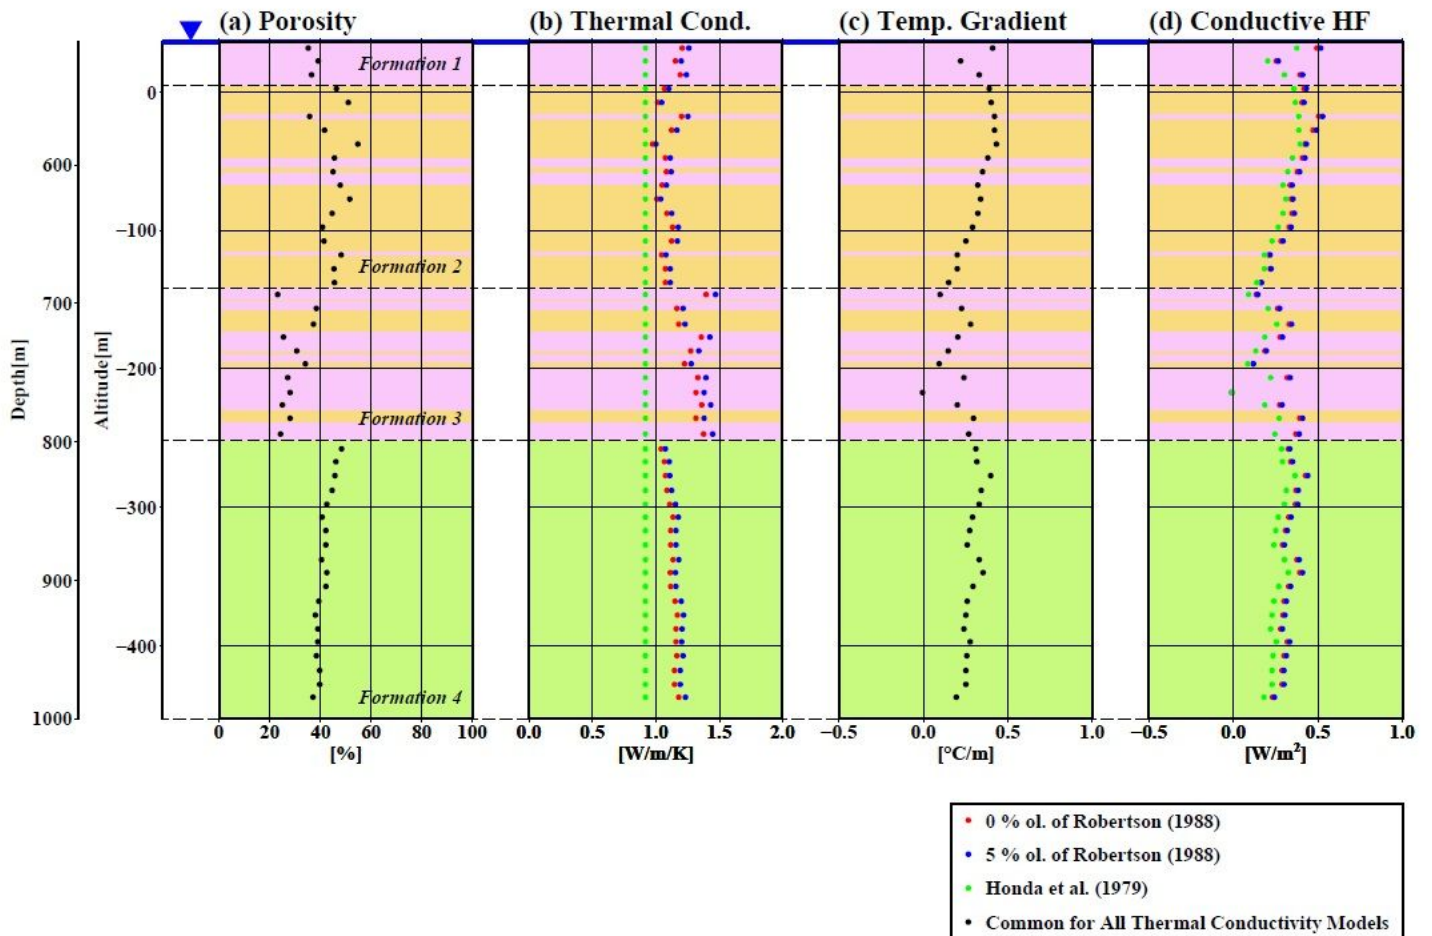 (a) Porosity (b) Thermal Cond. (c) Temp. Gradient (d) Conductive HF
Formation 1
0
600
−100
Formation 2
700
Depth[m]
Altitude[m]
−200
Formation 3
800
−300
900
−400
Formation 4
1000
0 20 40 60 80 100 0.0 0.5 1.0 1.5 2.0 −0.5 0.0 0.5 1.0 −0.5 0.0 0.5 1.0
[%] [W/m/K] [°C/m] [W/m²]
0 % ol. of Robertson (1988)
5 % ol. of Robertson (1988)
Honda et al. (1979)
Common for All Thermal Conductivity Models